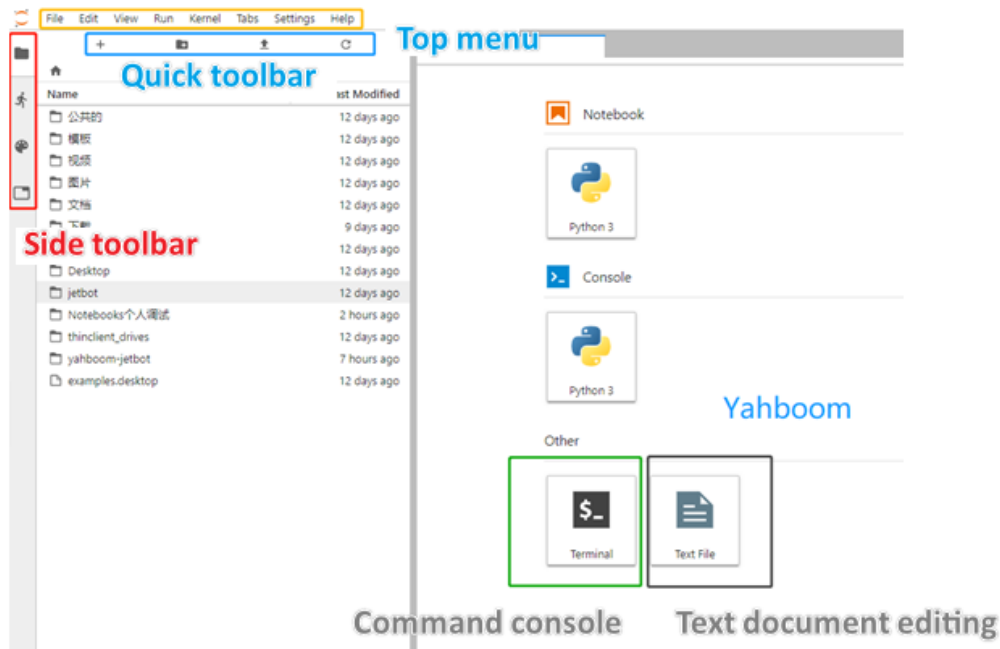 File Edit View Run Kernel Tabs Settings Help
Top menu
Quick toolbar
Name
Last Modified
公共的 12 days ago
模板 12 days ago
视频 12 days ago
图片 12 days ago
文档 12 days ago
下载 9 days ago
Side toolbar
12 days ago
Desktop 12 days ago
jetbot 12 days ago
Notebooks个人调试 2 hours ago
thinclient_drives 12 days ago
yahboom-jetbot 7 hours ago
examples.desktop 12 days ago
Notebook
Python 3
Console
Python 3
Yahboom
Other
$_
Terminal
Text File
Command console
Text document editing